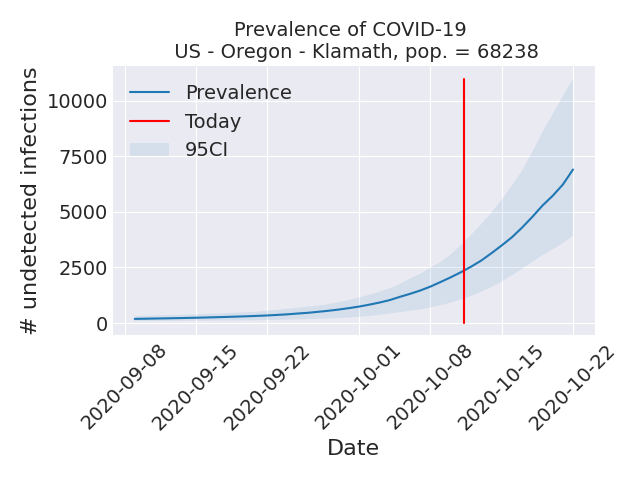 Prevalence of COVID-19
US - Oregon - Klamath, pop. = 68238
# undetected infections
10000
7500
5000
2500
0
Prevalence
Today
95CI
2020-09-08
2020-09-15
2020-09-22
2020-10-01
2020-10-08
2020-10-15
2020-10-22
Date